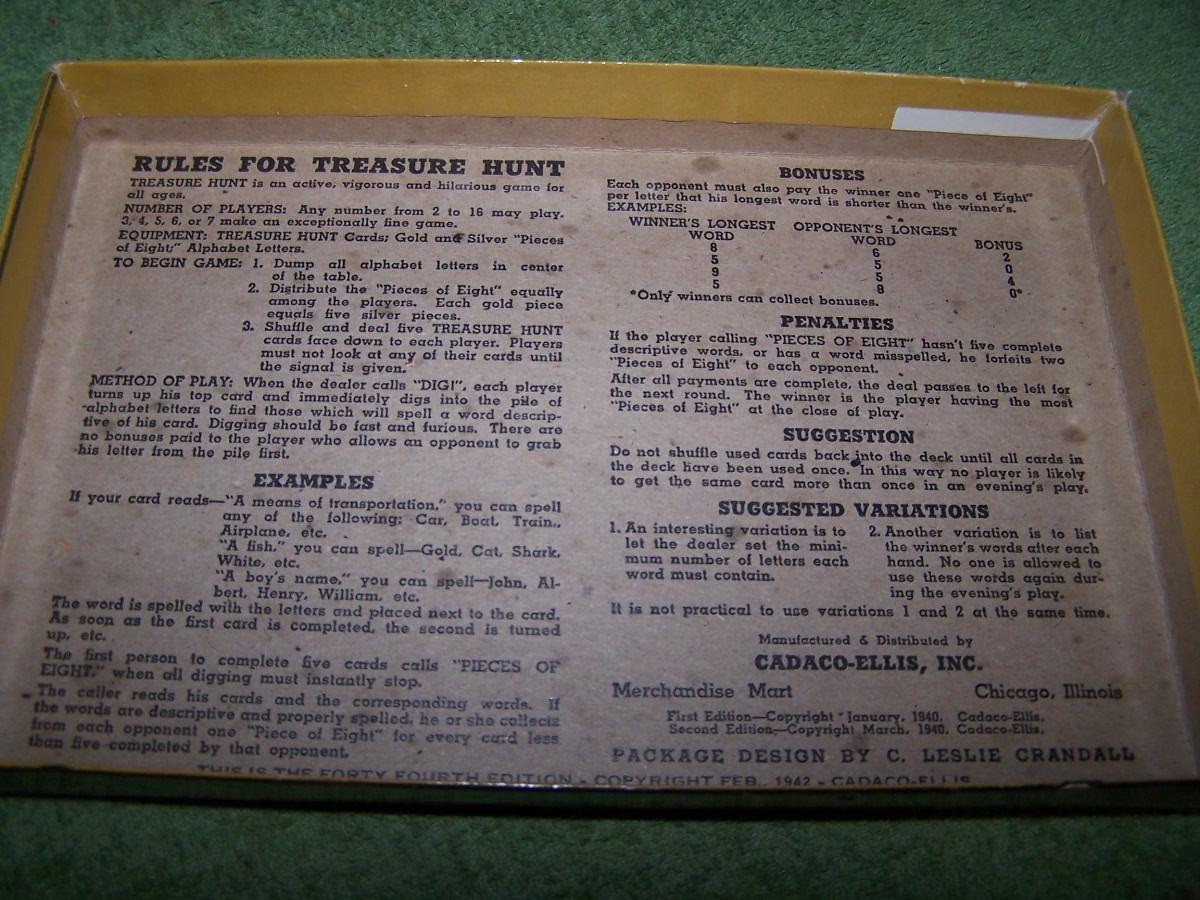 RULES FOR TREASURE HUNT
TREASURE HUNT is an active, vigorous and hilarious game for
all ages.
NUMBER OF PLAYERS: Any number from 2 to 16 may play.
3, 4, 5, 6, or 7 make an exceptionally fine game.
EQUIPMENT: TREASURE HUNT Cards; Gold and Silver "Pieces
of Eight;" Alphabet Letters.
TO BEGIN GAME: 1. Dump all alphabet letters in center
of the table.
2. Distribute the "Pieces of Eight" equally
among the players. Each gold piece
equals five silver pieces.
3. Shuffle and deal five TREASURE HUNT
cards face down to each player. Players
must not look at any of their cards until
the signal is given.
METHOD OF PLAY: When the dealer calls "DIG!", each player
turns up his top card and immediately digs into the pile of
alphabet letters to find those which will spell a word descrip-
tive of his card. Digging should be fast and furious. There are
no bonuses paid to the player who allows an opponent to grab
his letter from the pile first.
EXAMPLES
If your card reads—"A means of transportation," you can spell
any of the following: Car, Boat, Train,
Airplane, etc.
"A fish," you can spell—Gold, Cat, Shark,
White, etc.
"A boy's name," you can spell—John, Al-
bert, Henry, William, etc.
The word is spelled with the letters and placed next to the card.
As soon as the first card is completed, the second is turned
up, etc.
The first person to complete five cards calls "PIECES OF
EIGHT," when all digging must instantly stop.
The caller reads his cards and the corresponding words. If
the words are descriptive and properly spelled, he or she collects
from each opponent one "Piece of Eight" for every card less
than five completed by that opponent.
BONUSES
Each opponent must also pay the winner one "Piece of Eight"
per letter that his longest word is shorter than the winner's.
EXAMPLES:
WINNER'S LONGEST OPPONENT'S LONGEST
WORD WORD BONUS
8 6 2
5 5 0
9 5 4
5 8 0*
*Only winners can collect bonuses.
PENALTIES
If the player calling "PIECES OF EIGHT" hasn't five complete
descriptive words, or has a word misspelled, he forfeits two
"Pieces of Eight" to each opponent.
After all payments are complete, the deal passes to the left for
the next round. The winner is the player having the most
"Pieces of Eight" at the close of play.
SUGGESTION
Do not shuffle used cards back into the deck until all cards in
the deck have been used once. In this way no player is likely
to get the same card more than once in an evening's play.
SUGGESTED VARIATIONS
1. An interesting variation is to
let the dealer set the mini-
mum number of letters each
word must contain.
2. Another variation is to list
the winner's words after each
hand. No one is allowed to
use these words again dur-
ing the evening's play.
It is not practical to use variations 1 and 2 at the same time.
Manufactured & Distributed by
CADACO-ELLIS, INC.
Merchandise Mart Chicago, Illinois
First Edition—Copyright January, 1940, Cadaco-Ellis.
Second Edition—Copyright March, 1940, Cadaco-Ellis.
PACKAGE DESIGN BY C. LESLIE CRANDALL
THIS IS THE FORTY FOURTH EDITION - COPYRIGHT FEB., 1942 - CADACO-ELLIS